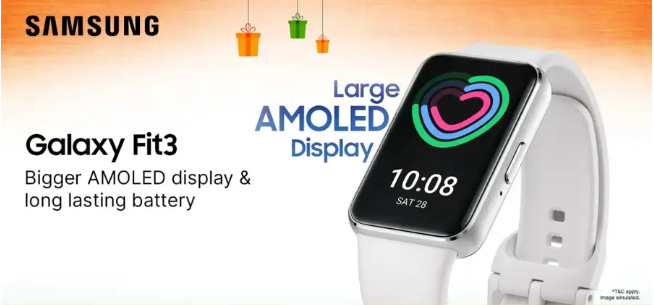 SAMSUNG
Large
AMOLED
Display
Galaxy Fit3
Bigger AMOLED display &
long lasting battery
10:08
SAT 28
*T&C apply.
Image simulated.